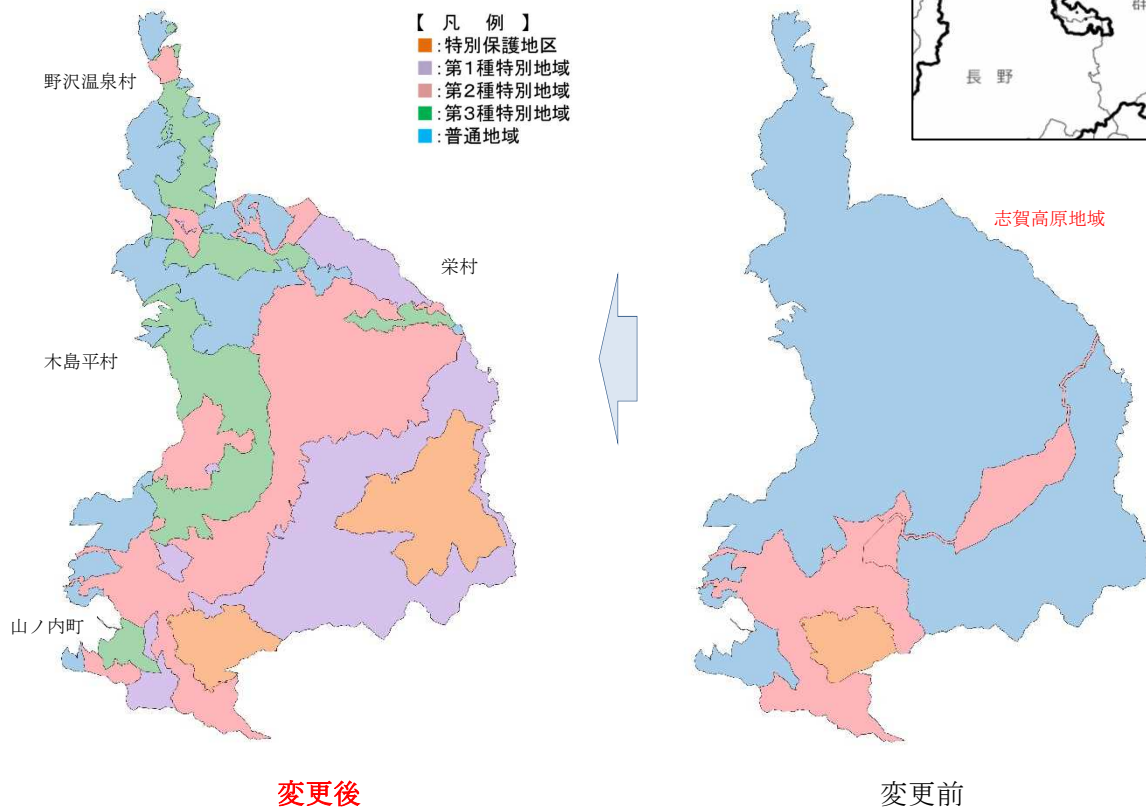 【 凡 例 】
■:特別保護地区
■:第1種特別地域
■:第2種特別地域
■:第3種特別地域
■:普通地域
野沢温泉村
栄村
木島平村
山ノ内町
長 野
群
志賀高原地域
変更後
変更前